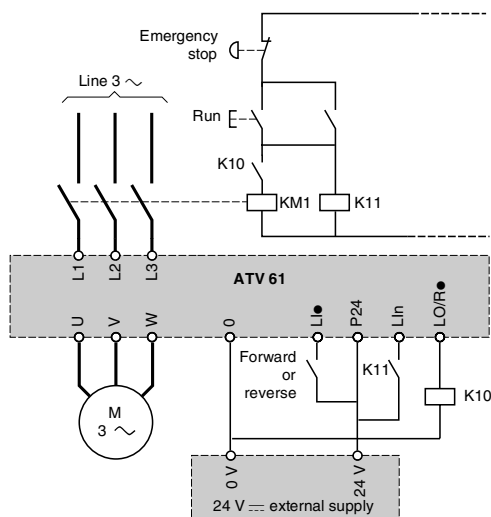 Emergency
stop
Line 3 ~
Run
K10
KM1
K11
L1
L2
L3
ATV 61
U
V
W
0
LI●
P24
LIn
LO/R●
Forward
or
reverse
K11
K10
M
3 ~
0 V
24 V
24 V ⎓ external supply